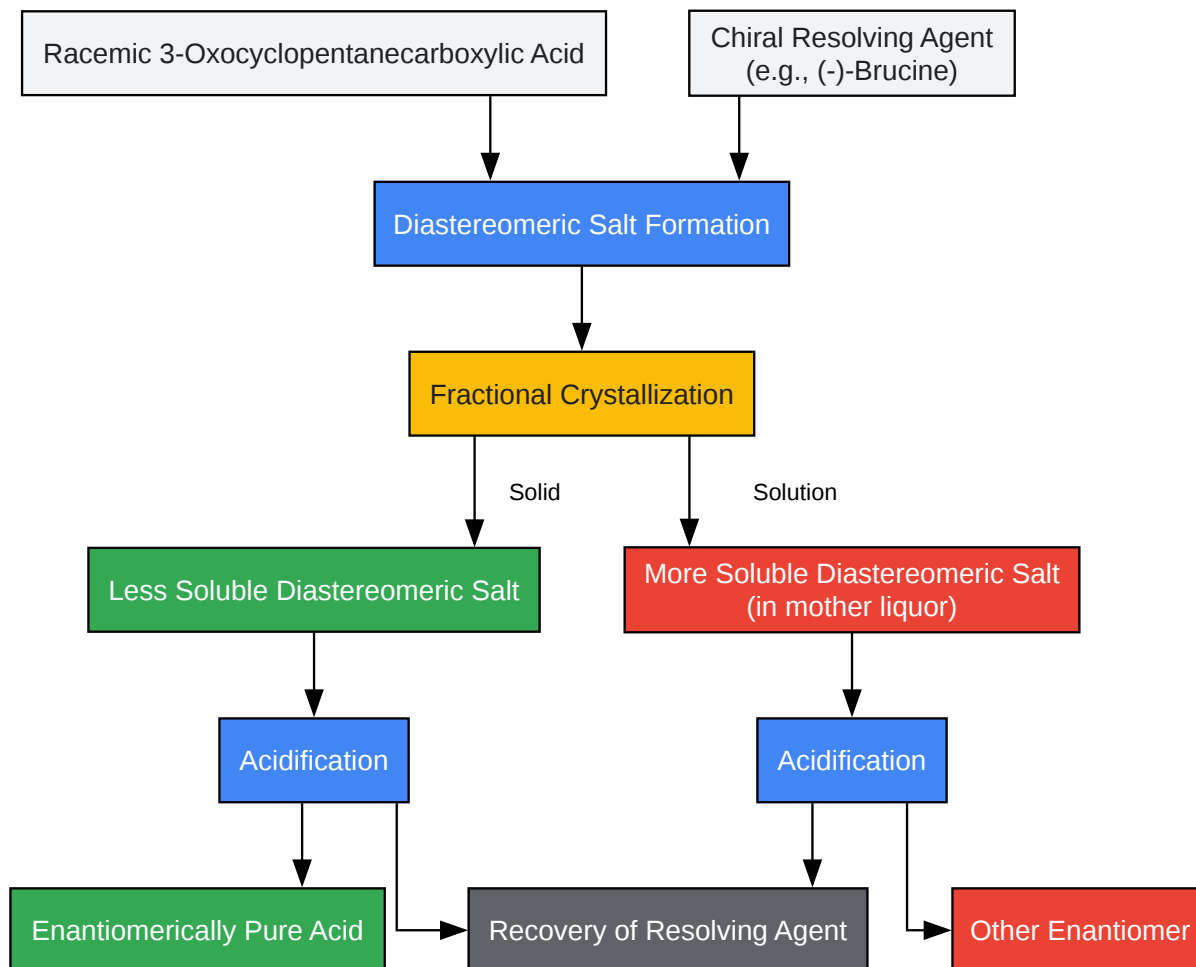 Racemic 3-Oxocyclopentanecarboxylic Acid
Chiral Resolving Agent
(e.g., (-)-Brucine)
Diastereomeric Salt Formation
Fractional Crystallization
Solid
Solution
Less Soluble Diastereomeric Salt
More Soluble Diastereomeric Salt
(in mother liquor)
Acidification
Acidification
Enantiomerically Pure Acid
Recovery of Resolving Agent
Other Enantiomer